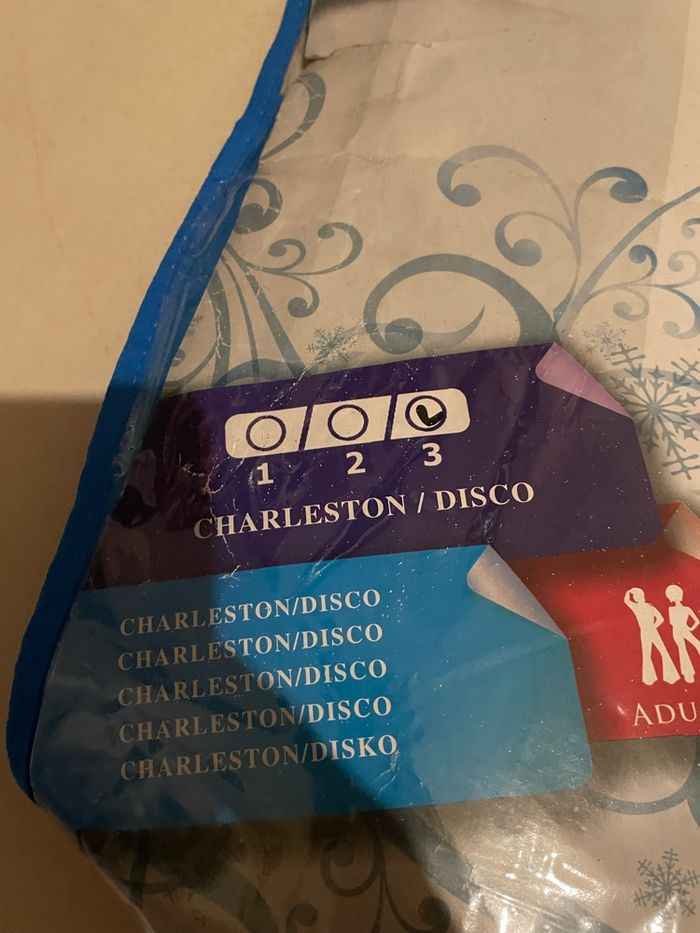 1 2 3
CHARLESTON / DISCO
CHARLESTON/DISCO
CHARLESTON/DISCO
CHARLESTON/DISCO
CHARLESTON/DISCO
CHARLESTON/DISKO
ADU